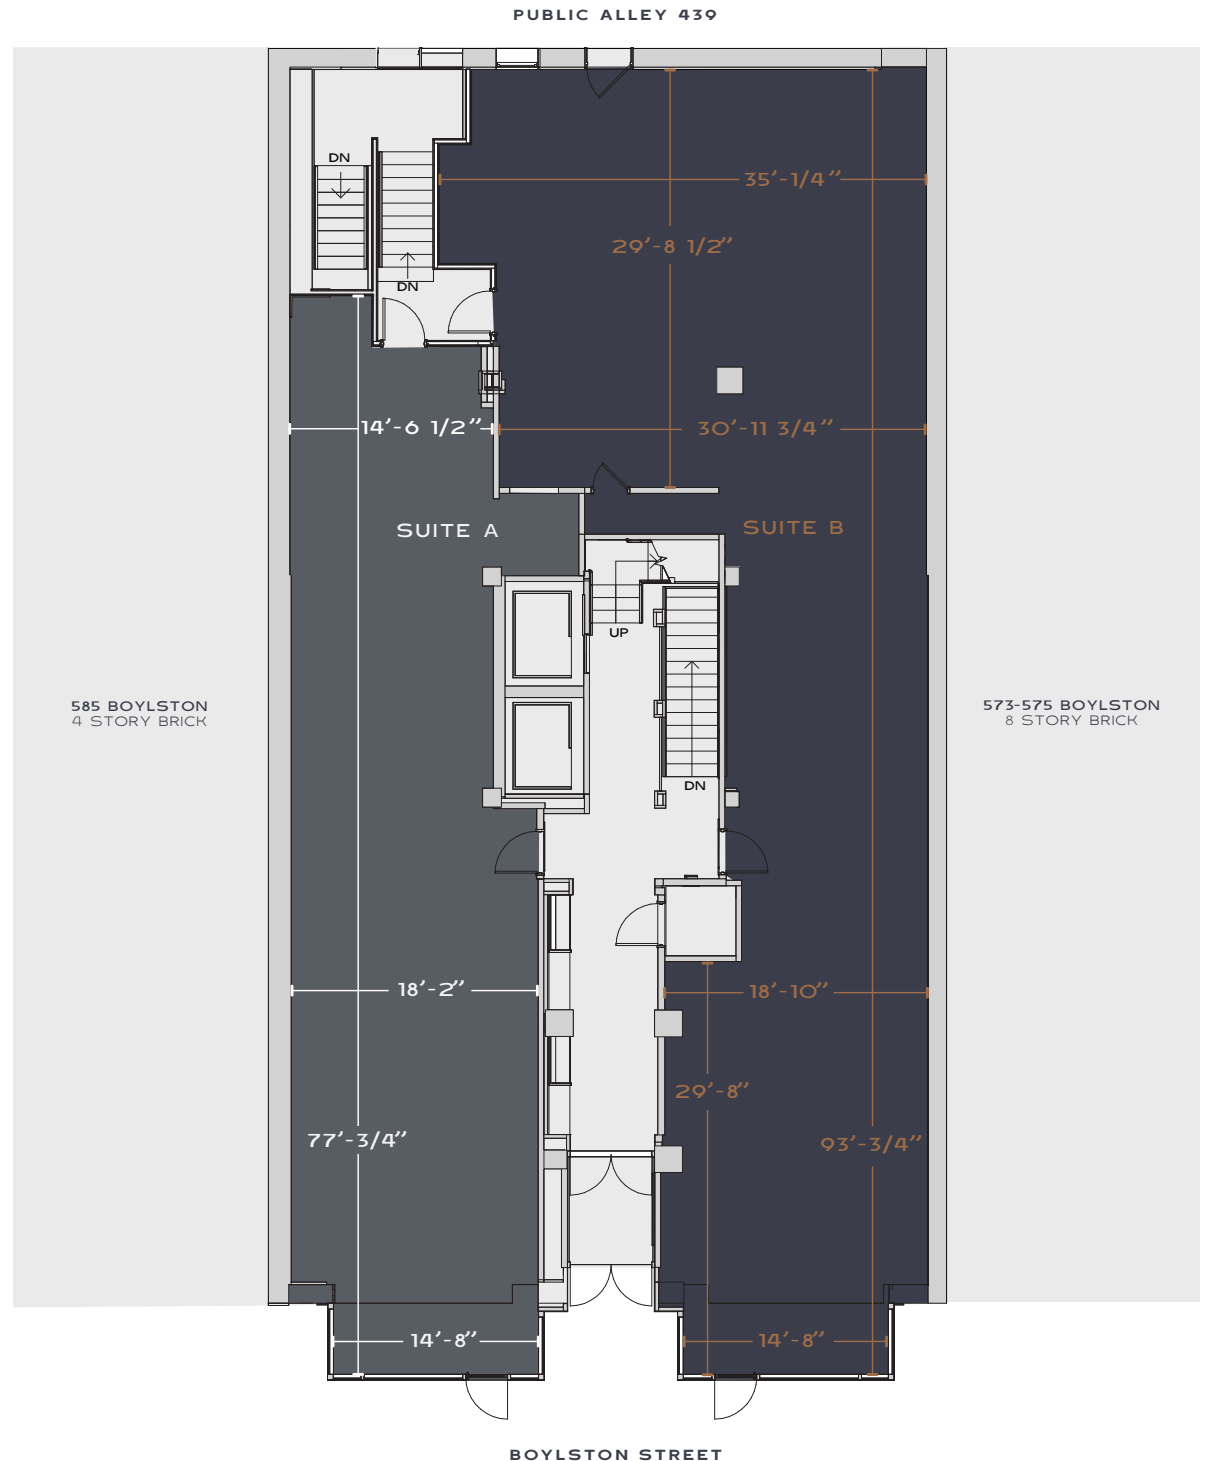 PUBLIC ALLEY 439
DN
35'-1/4"
29'-8 1/2"
DN
14'-6 1/2"
30'-11 3/4"
SUITE A
SUITE B
UP
585 BOYLSTON
4 STORY BRICK
573-575 BOYLSTON
8 STORY BRICK
DN
18'-2"
18'-10"
29'-8"
77'-3/4"
93'-3/4"
14'-8"
14'-8"
BOYLSTON STREET